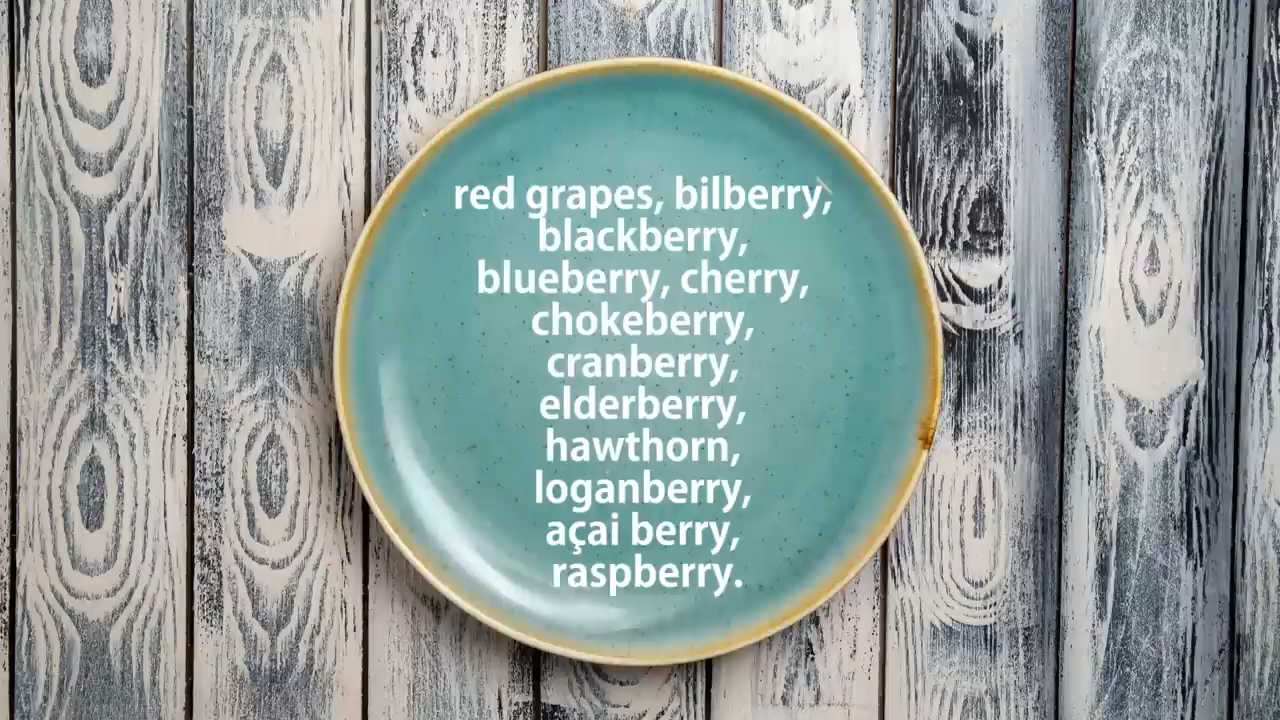 red grapes, bilberry,
blackberry,
blueberry, cherry,
chokeberry,
cranberry,
elderberry,
hawthorn,
loganberry,
açai berry,
raspberry.